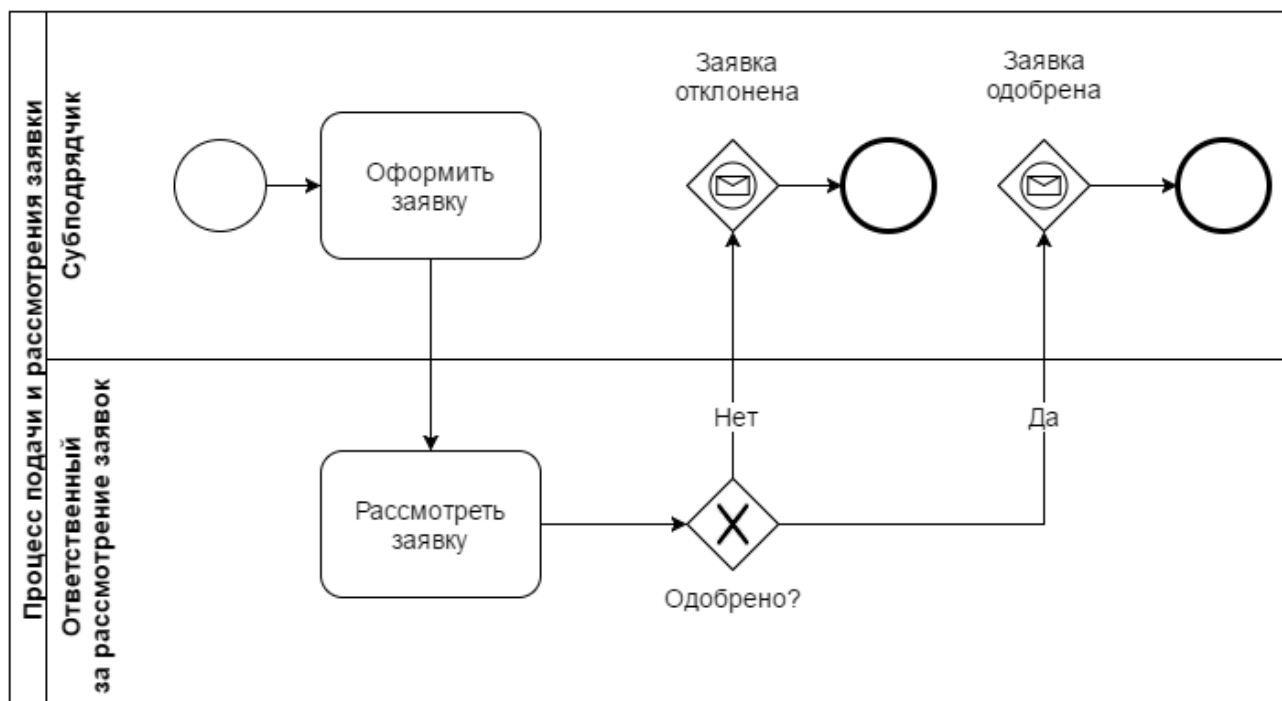 Процесс подачи и рассмотрения заявки
Субподрядчик
Оформить
заявку
Заявка
отклонена
Заявка
одобрена
Ответственный
за рассмотрение заявок
Рассмотреть
заявку
Нет
Да
Одобрено?